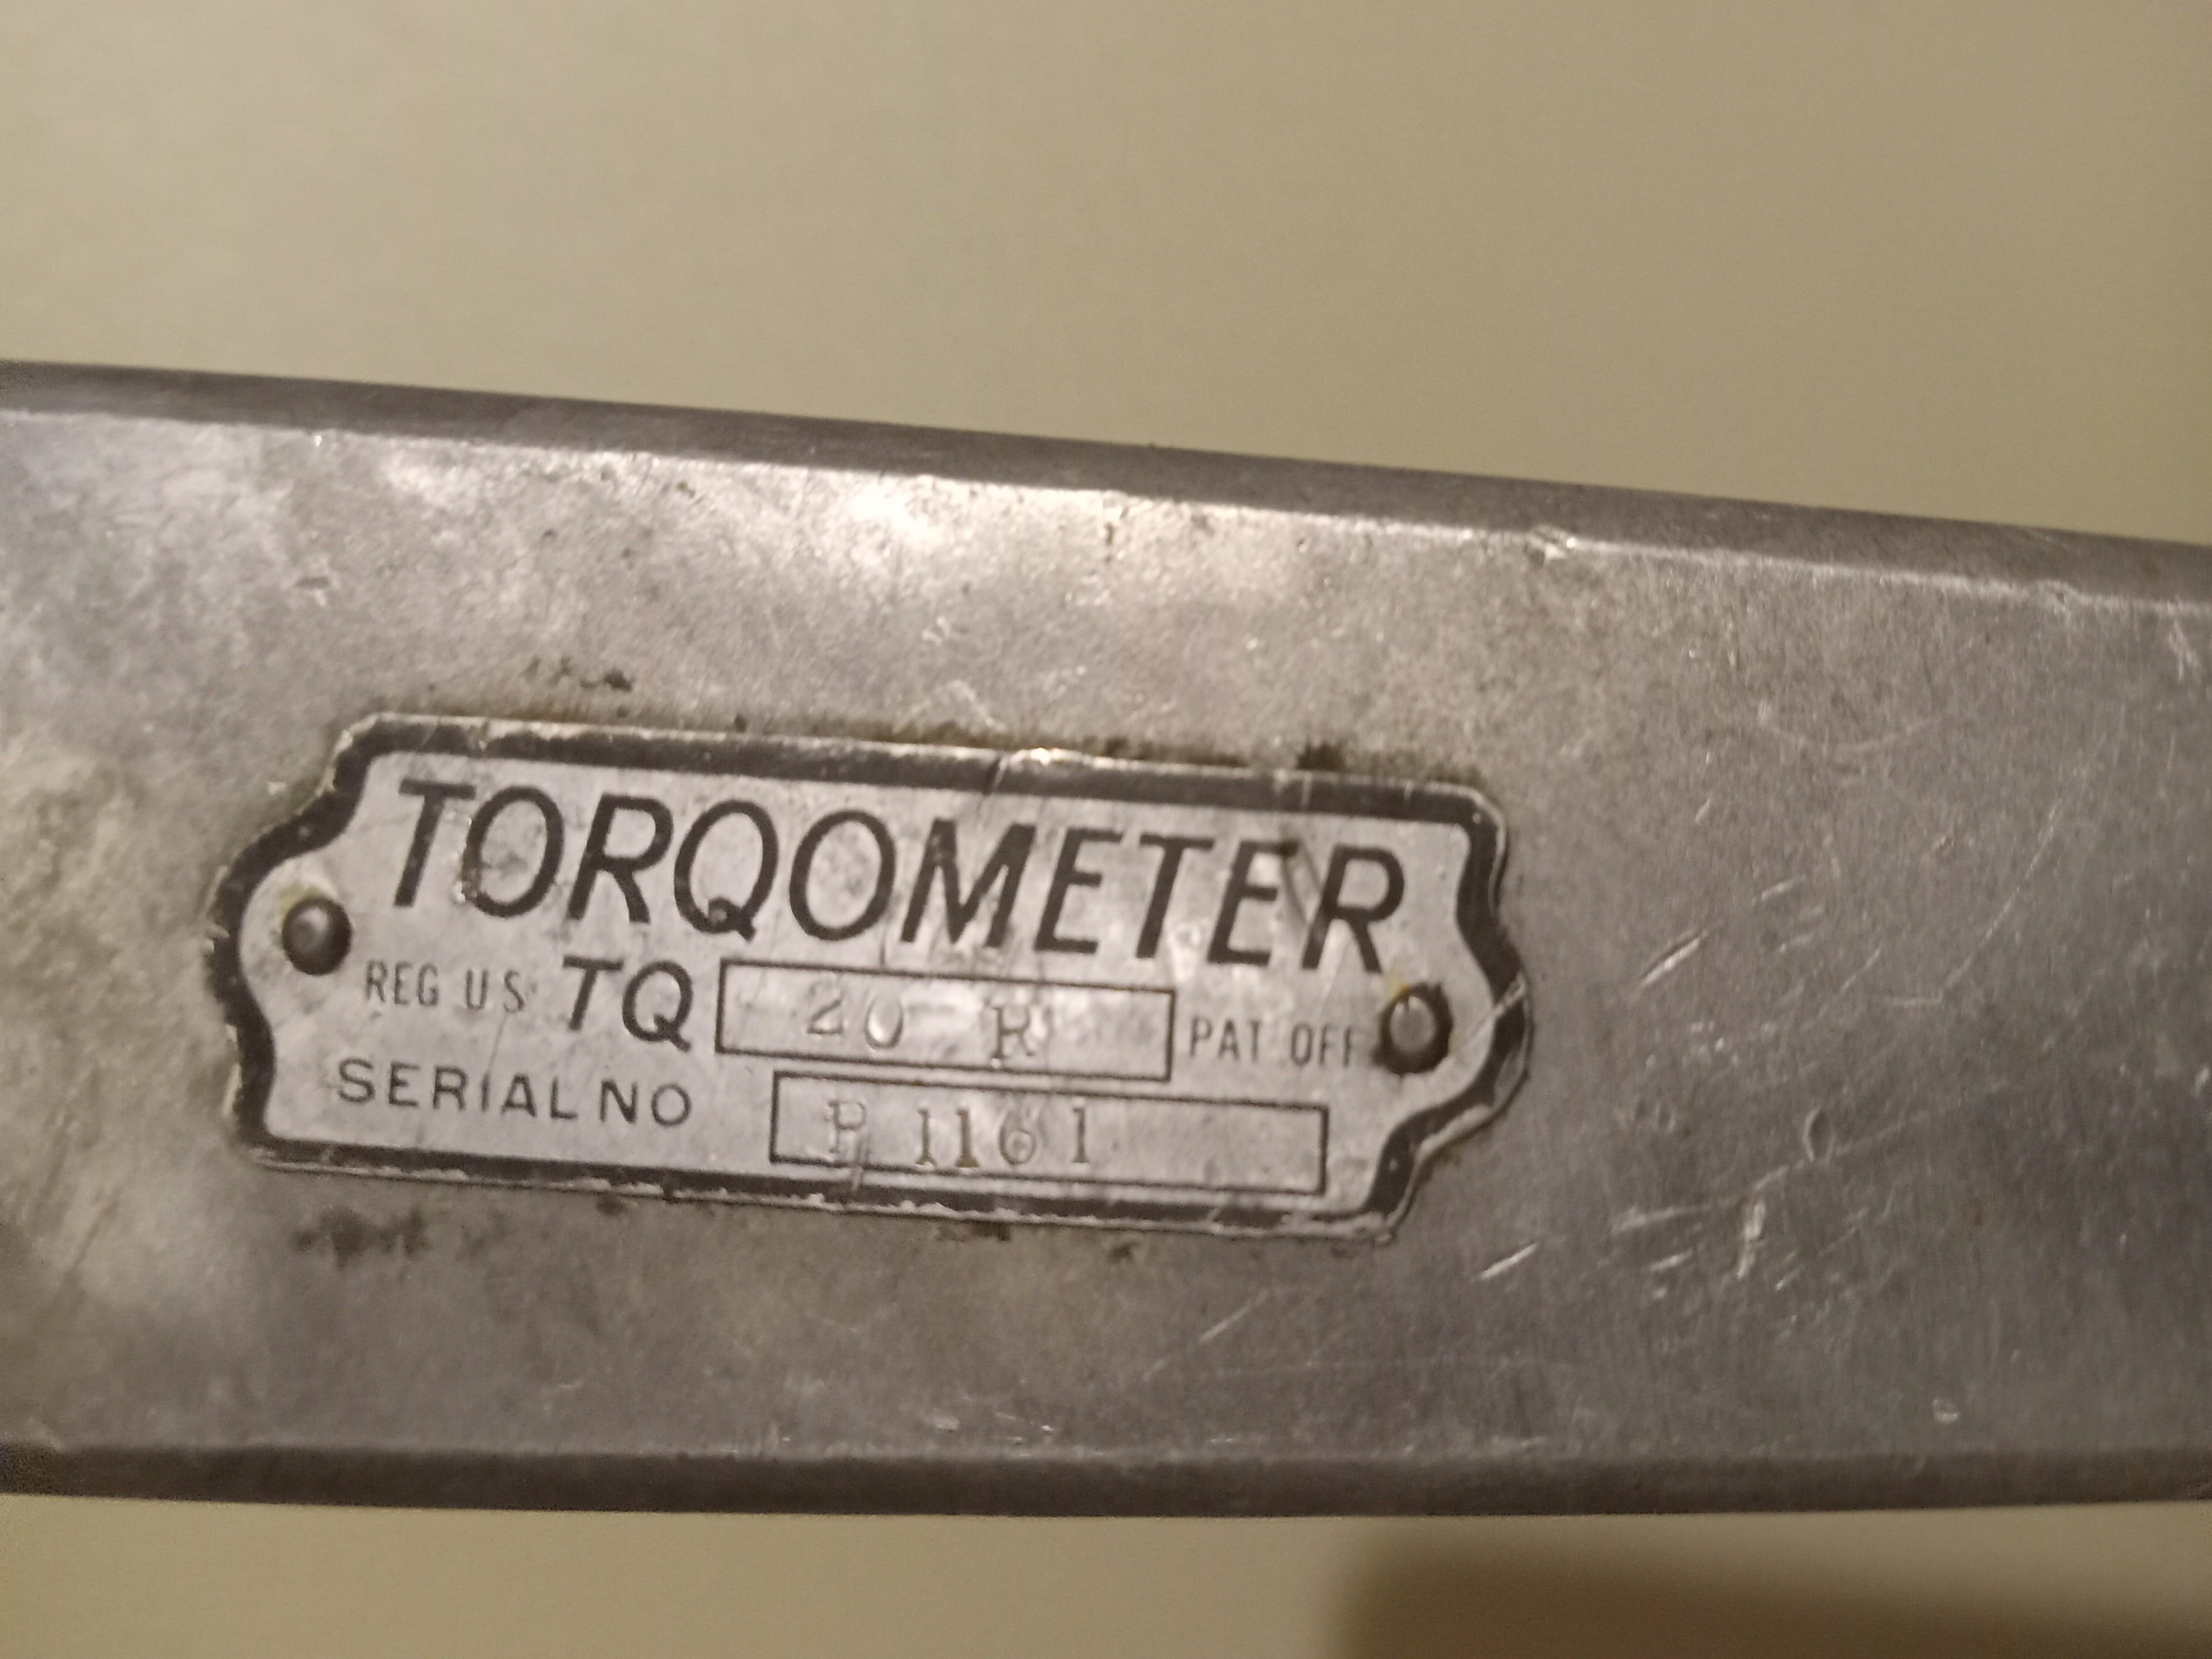 TORQOMETER
REG US TQ 20 R PAT OFF
SERIAL NO P 1161